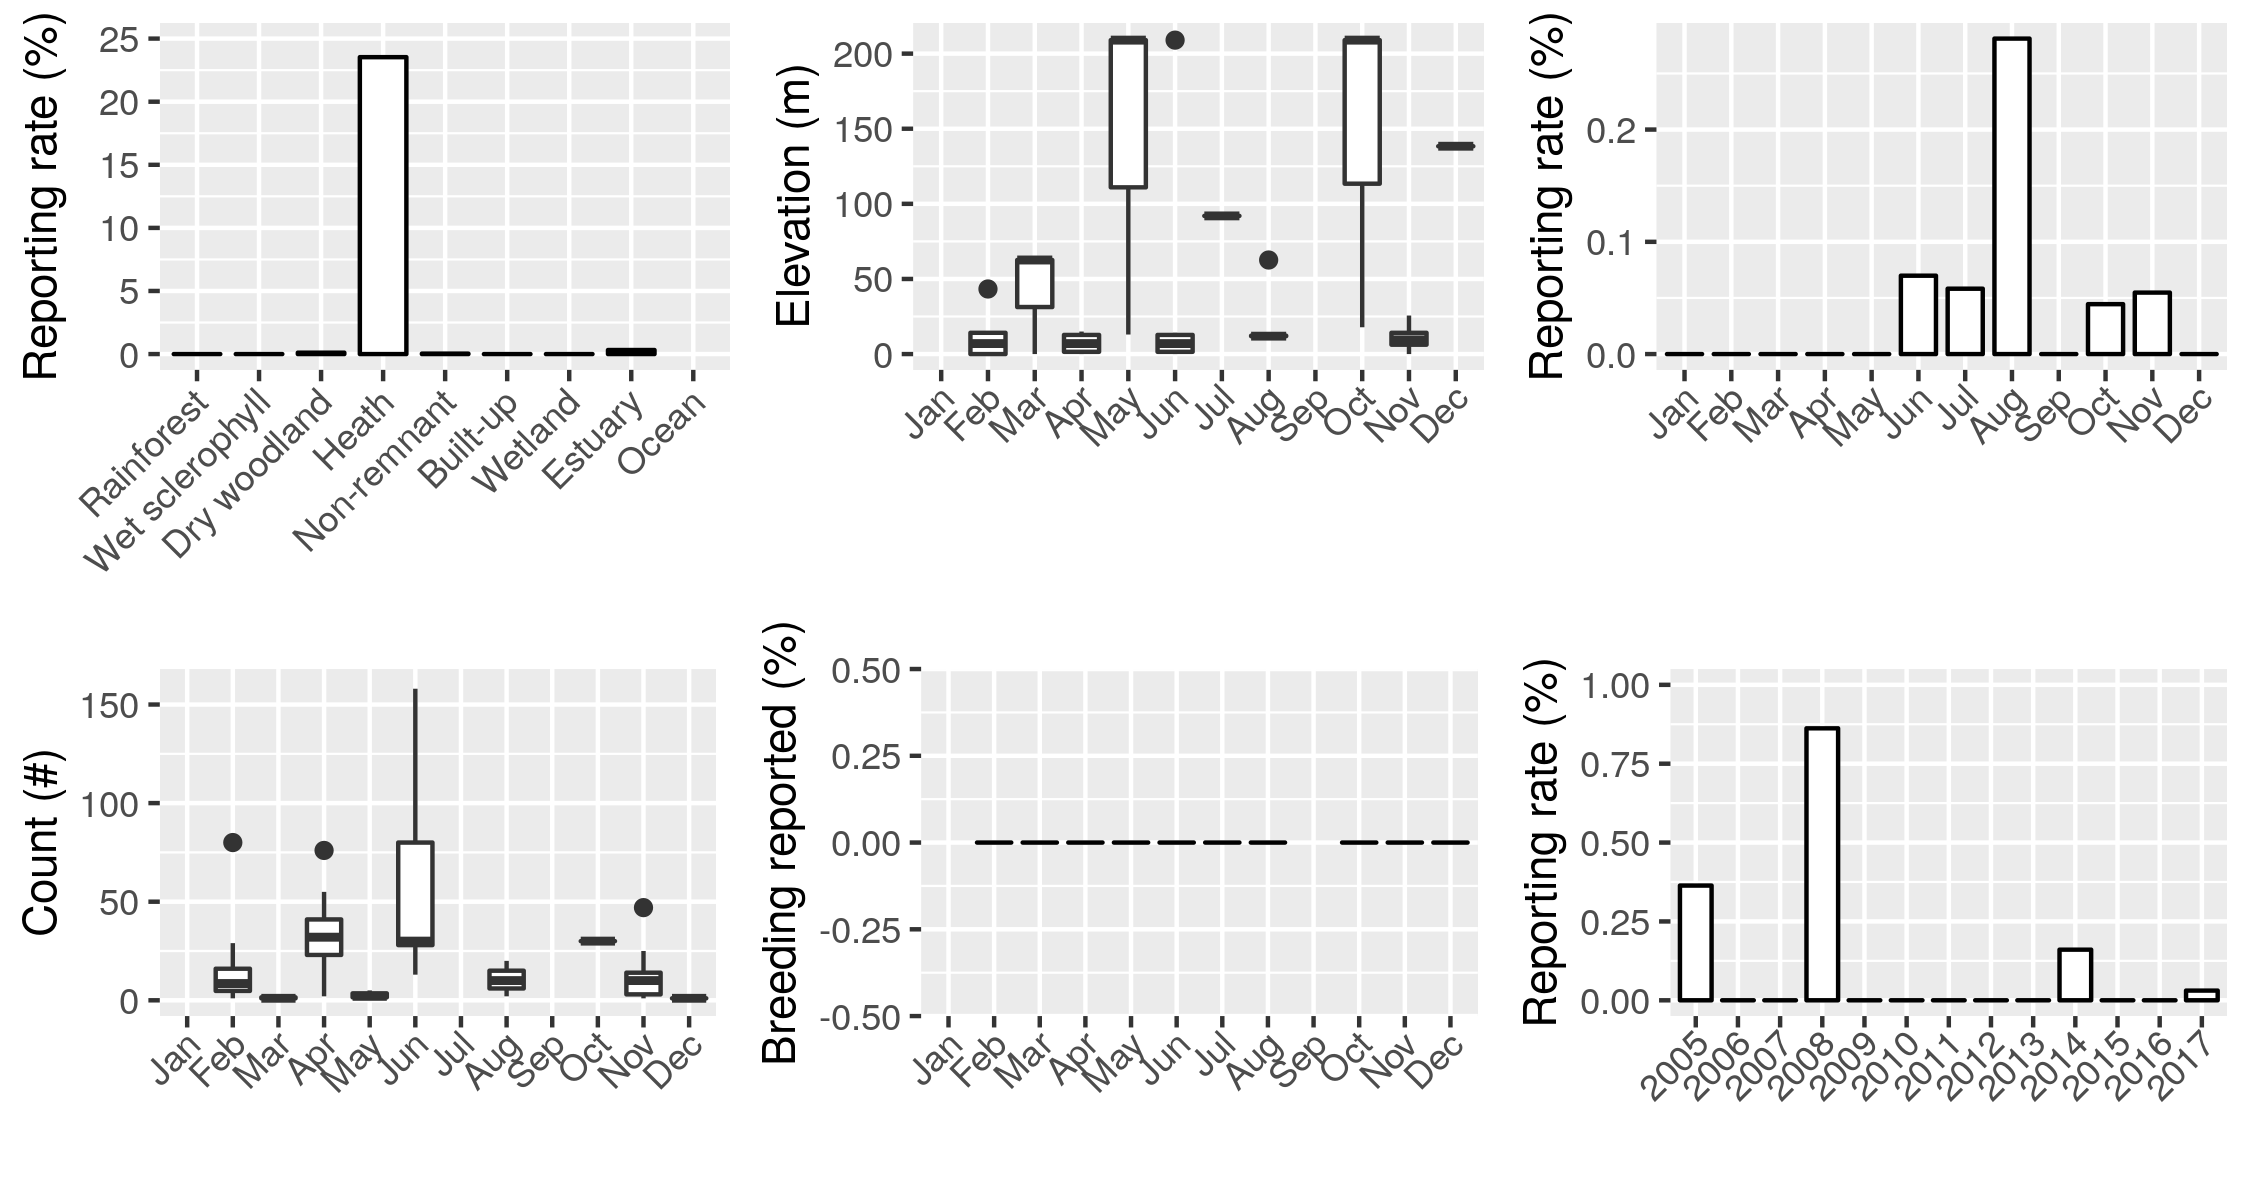 Reporting rate (%)
25
20
15
10
5
0
Rainforest
Wet sclerophyll
Dry woodland
Heath
Non-remnant
Built-up
Wetland
Estuary
Ocean
Elevation (m)
200
150
100
50
0
Jan
Feb
Mar
Apr
May
Jun
Jul
Aug
Sep
Oct
Nov
Dec
Reporting rate (%)
0.2
0.1
0.0
Jan
Feb
Mar
Apr
May
Jun
Jul
Aug
Sep
Oct
Nov
Dec
Count (#)
150
100
50
0
Jan
Feb
Mar
Apr
May
Jun
Jul
Aug
Sep
Oct
Nov
Dec
Breeding reported (%)
0.50
0.25
0.00
-0.25
-0.50
Jan
Feb
Mar
Apr
May
Jun
Jul
Aug
Sep
Oct
Nov
Dec
Reporting rate (%)
1.00
0.75
0.50
0.25
0.00
2005
2006
2007
2008
2009
2010
2011
2012
2013
2014
2015
2016
2017